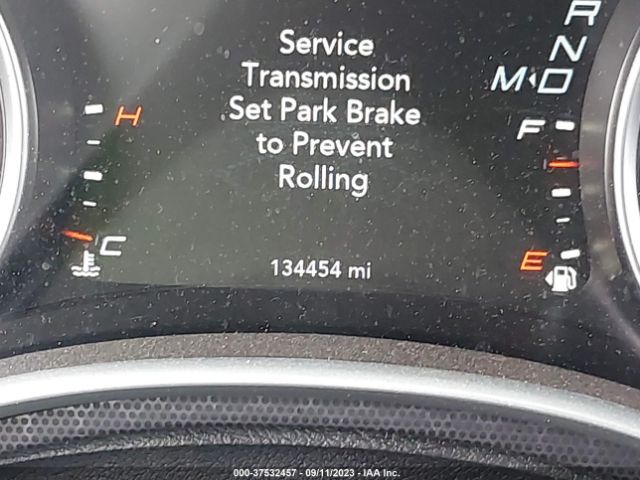 Service
Transmission
Set Park Brake
to Prevent
Rolling
134454 mi
H
C
R
N
M D
F
E
000-37532457 - 09/11/2023 - IAA Inc.